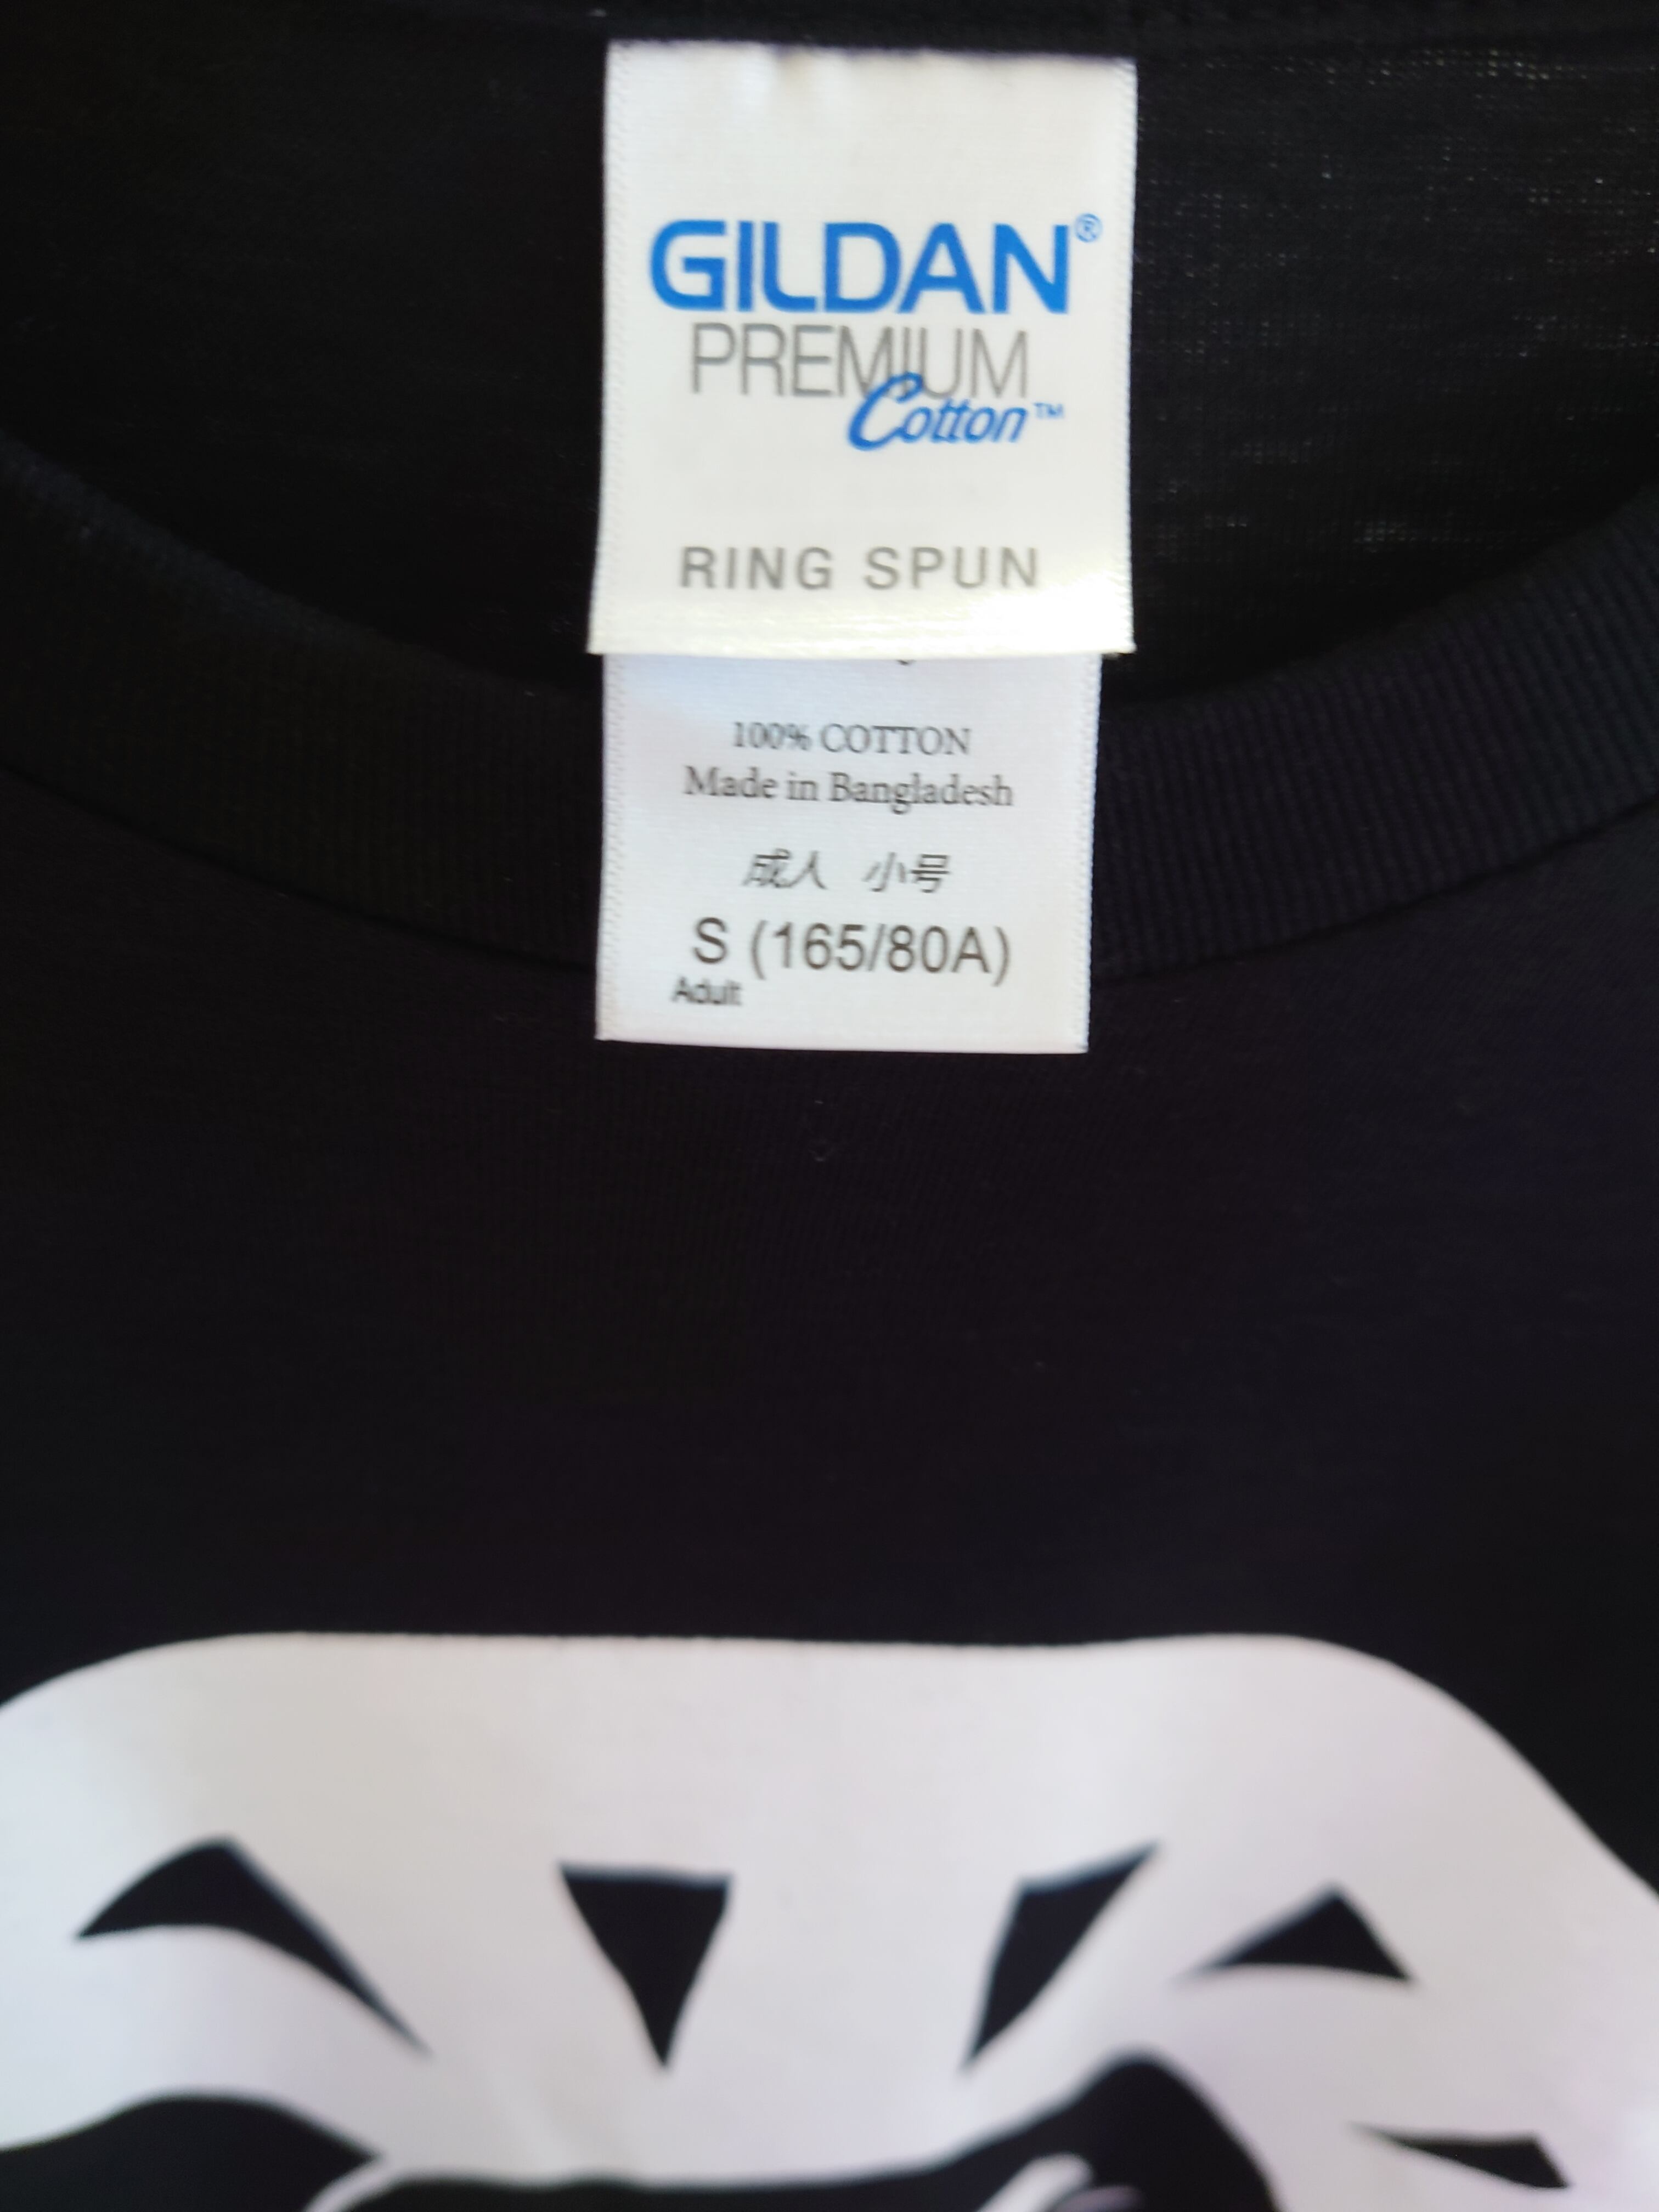 GILDAN®
PREMIUM
Cotton™
RING SPUN
100% COTTON
Made in Bangladesh
成人 小号
S (165/80A)
Adult